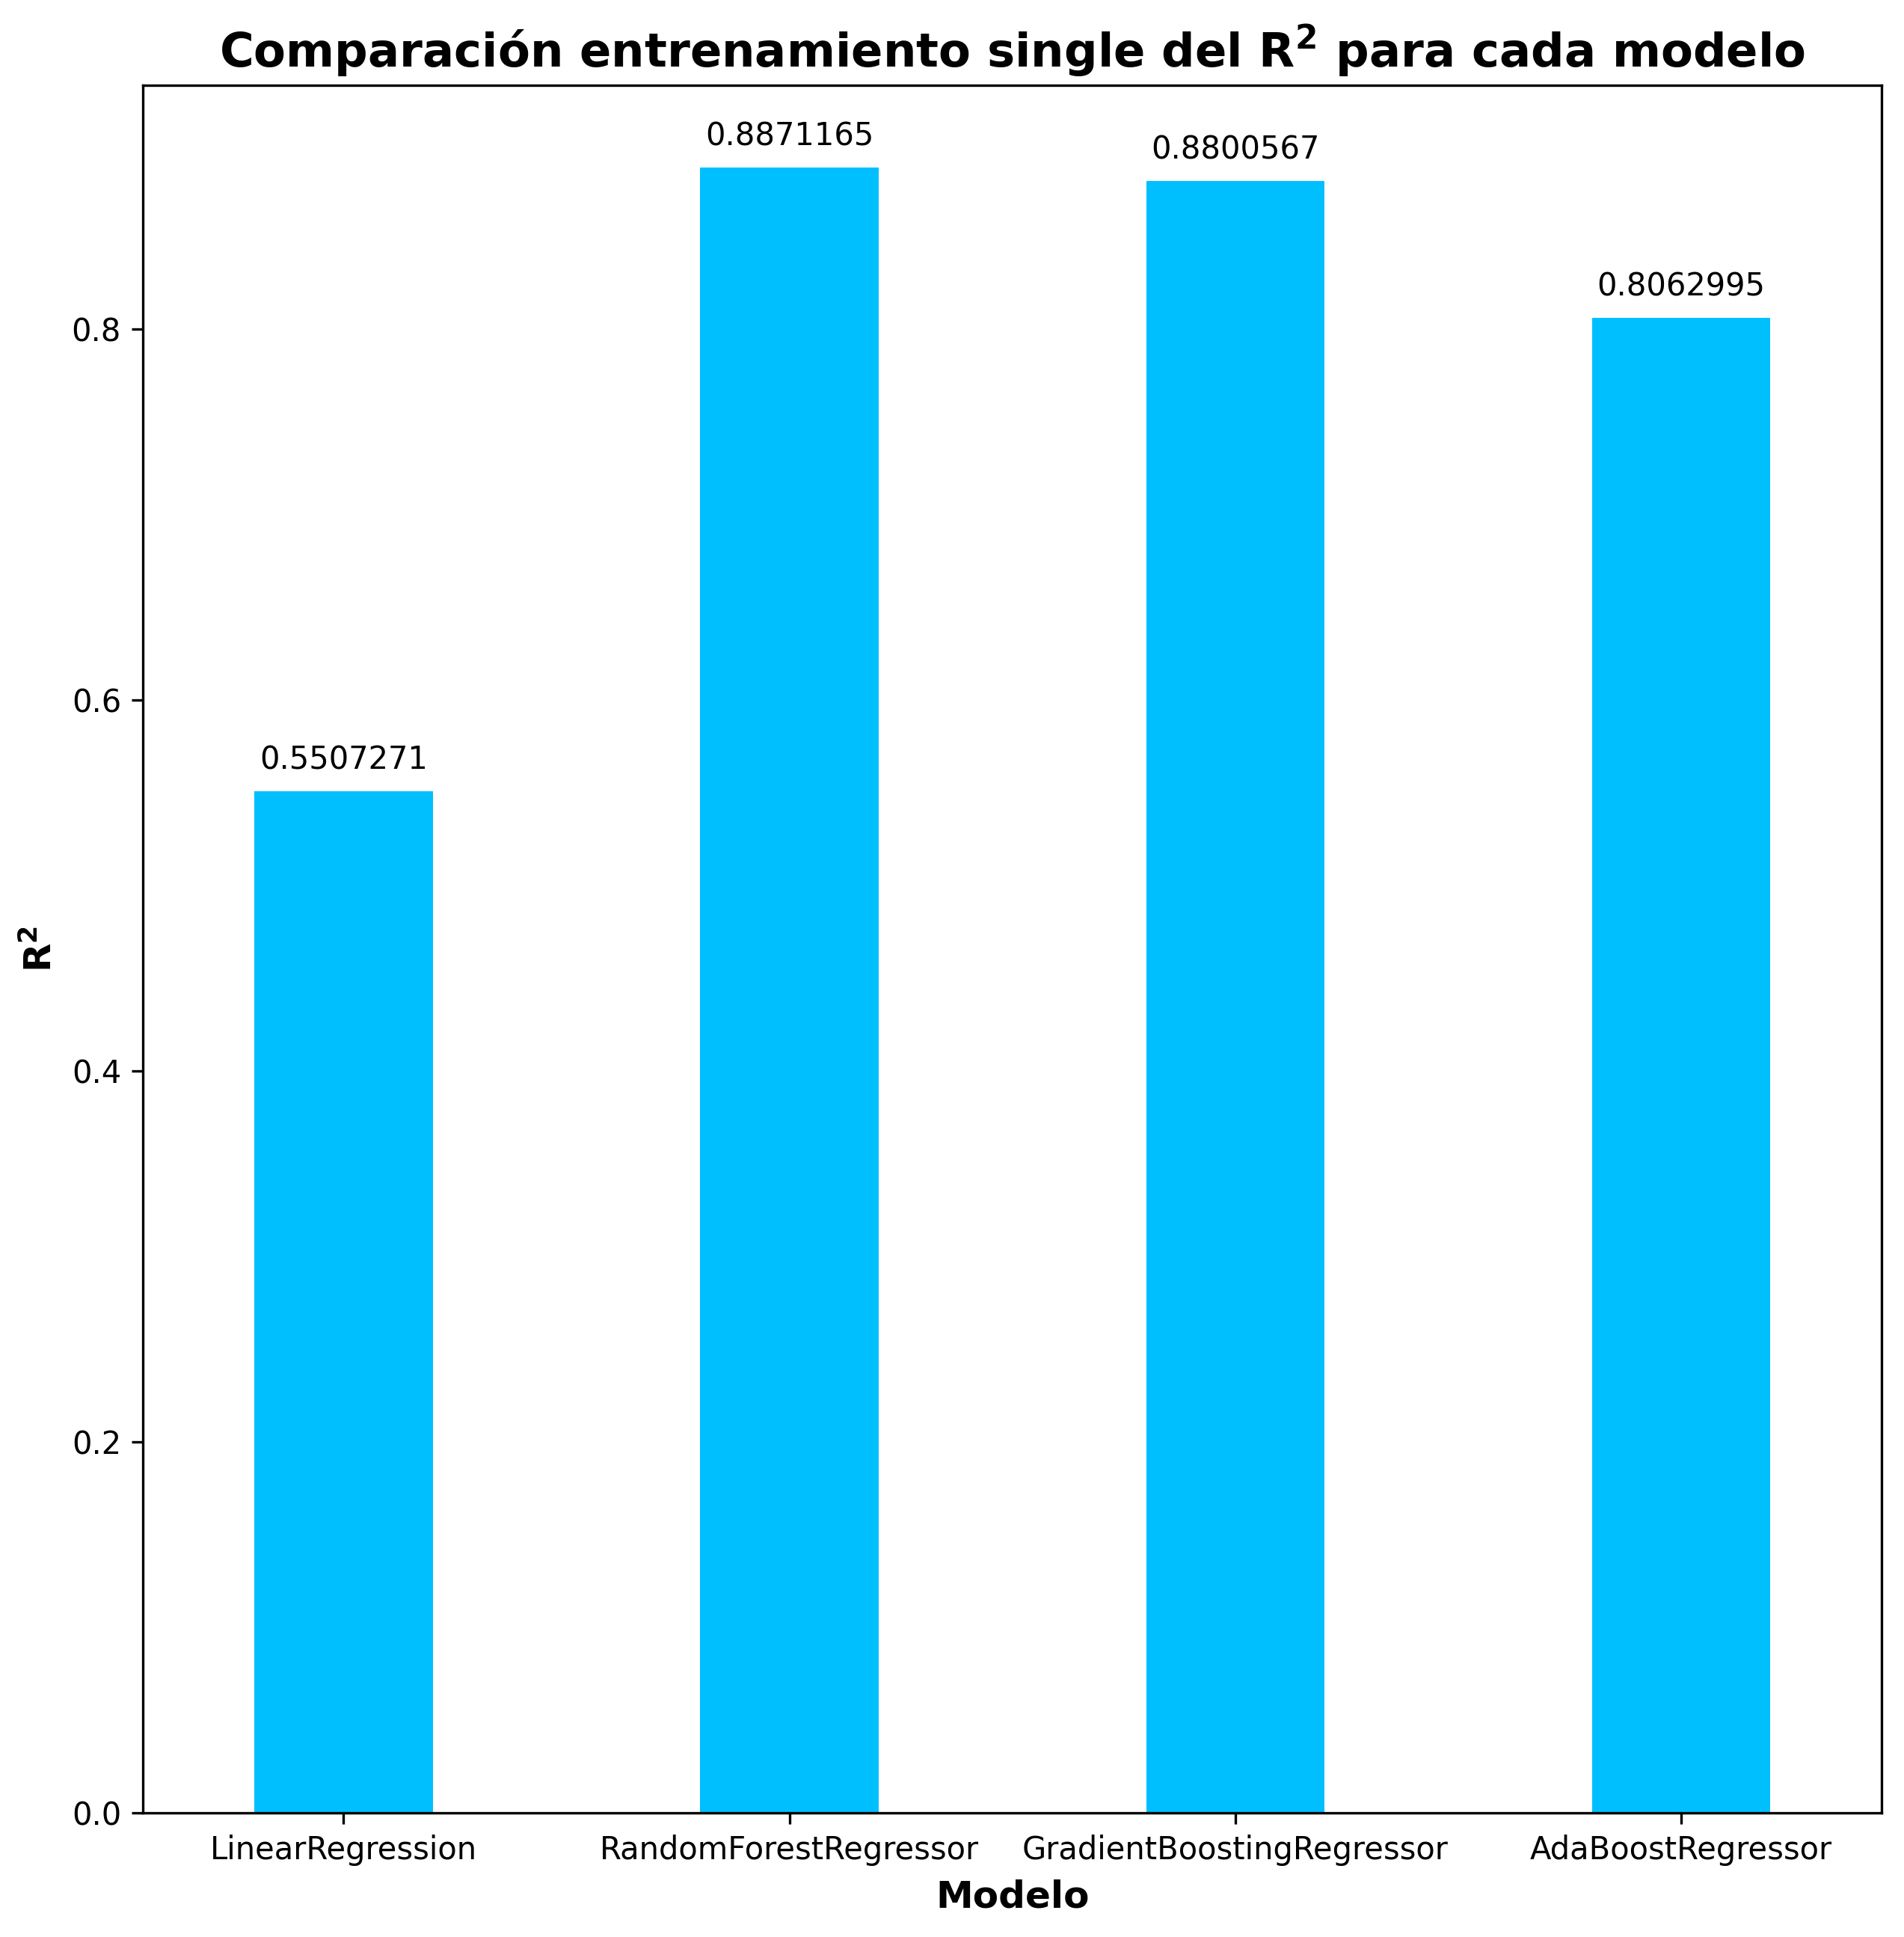 Comparación entrenamiento single del R² para cada modelo
0.8871165
0.8800567
0.8062995
0.8
0.6
0.5507271
R²
0.4
0.2
0.0
LinearRegression RandomForestRegressor GradientBoostingRegressor AdaBoostRegressor
Modelo